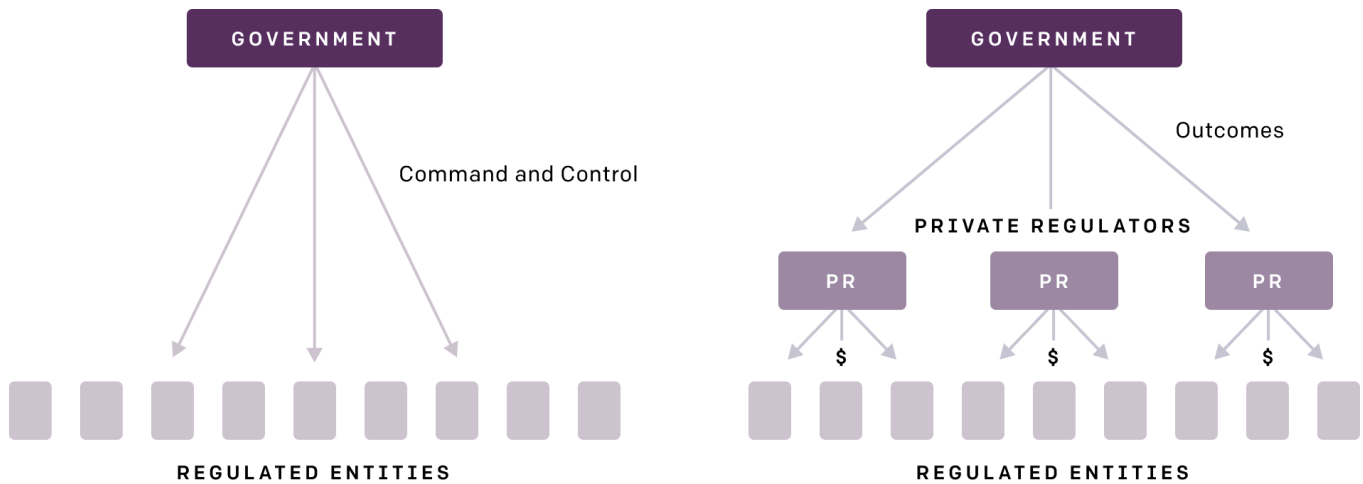 GOVERNMENT
Command and Control
REGULATED ENTITIES
GOVERNMENT
Outcomes
PRIVATE REGULATORS
PR
PR
PR
$
$
$
REGULATED ENTITIES